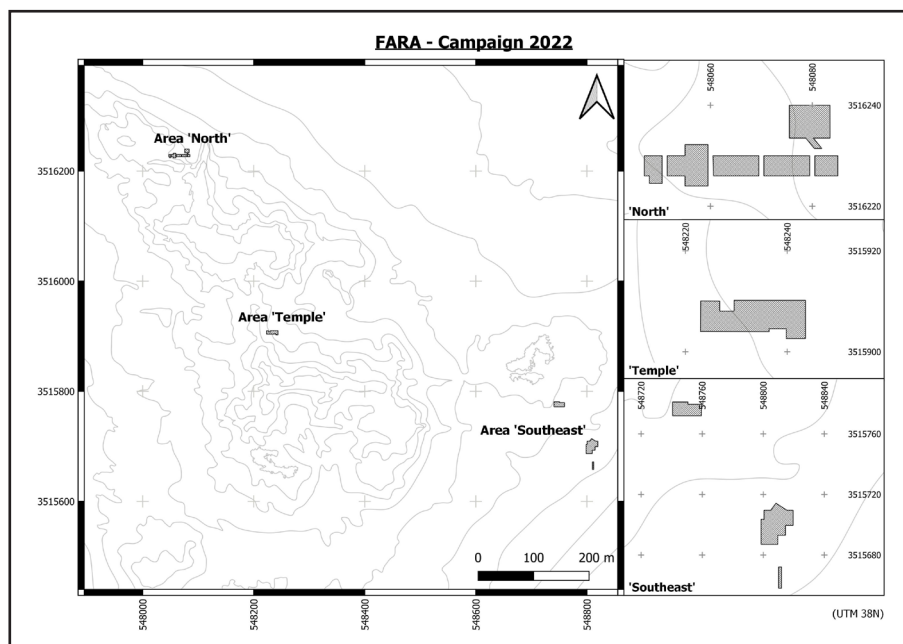 FARA - Campaign 2022
Area 'North'
Area 'Temple'
Area 'Southeast'
3516200
3516000
3515800
3515600
548000
548200
548400
548600
548800
0 100 200 m
548060
548080
3516240
3516220
'North'
548220
548240
3515920
3515900
'Temple'
548720
548760
548800
548840
3515760
3515720
3515680
'Southeast'
(UTM 38N)